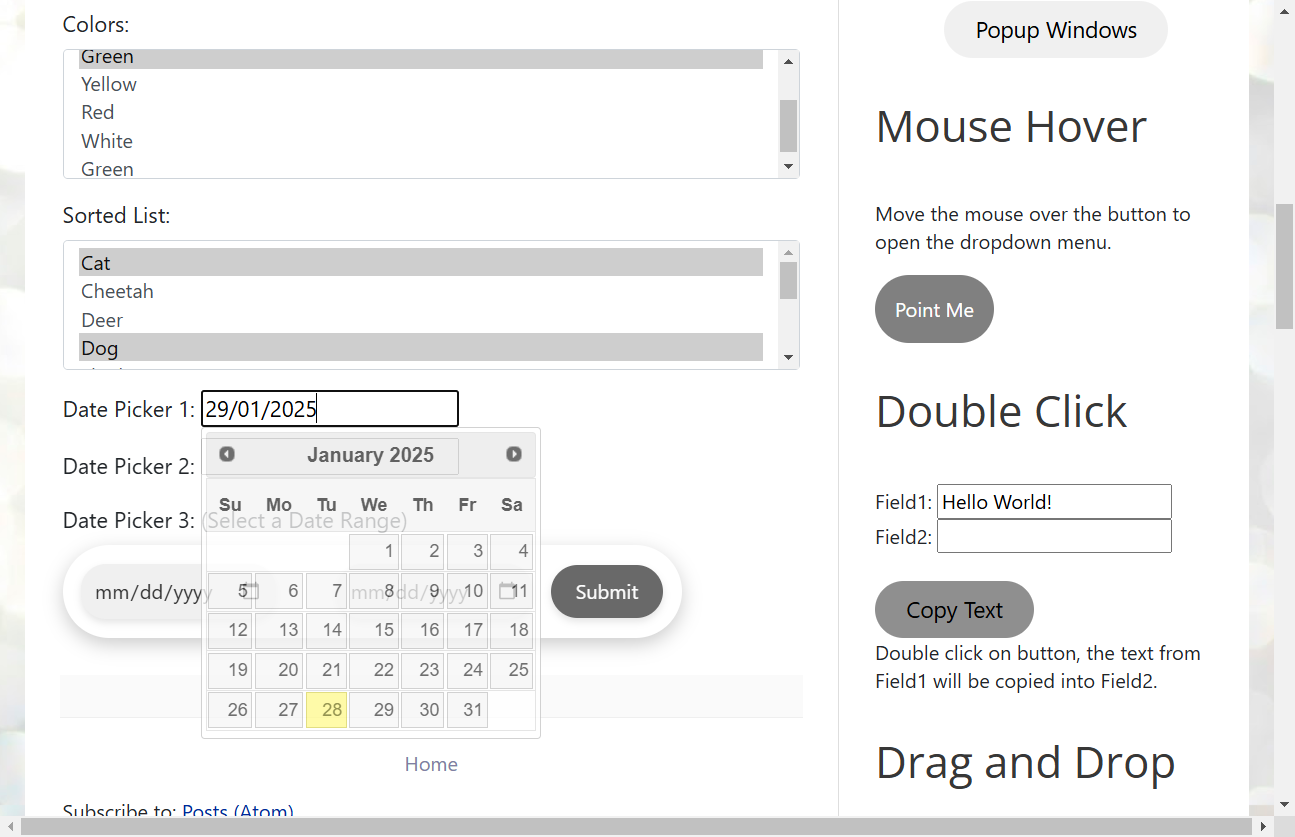 Colors:
Green
Yellow
Red
White
Green
Sorted List:
Cat
Cheetah
Deer
Dog
Date Picker 1: 29/01/2025
Date Picker 2:
January 2025
Su Mo Tu We Th Fr Sa
Date Picker 3: (Select a Date Range)
1 2 3 4
mm/dd/yyyy mm/dd/yyyy Submit
5 6 7 8 9 10 11
12 13 14 15 16 17 18
19 20 21 22 23 24 25
26 27 28 29 30 31
Home
Subscribe to: Posts (Atom)
Popup Windows
Mouse Hover
Move the mouse over the button to
open the dropdown menu.
Point Me
Double Click
Field1: Hello World!
Field2:
Copy Text
Double click on button, the text from
Field1 will be copied into Field2.
Drag and Drop